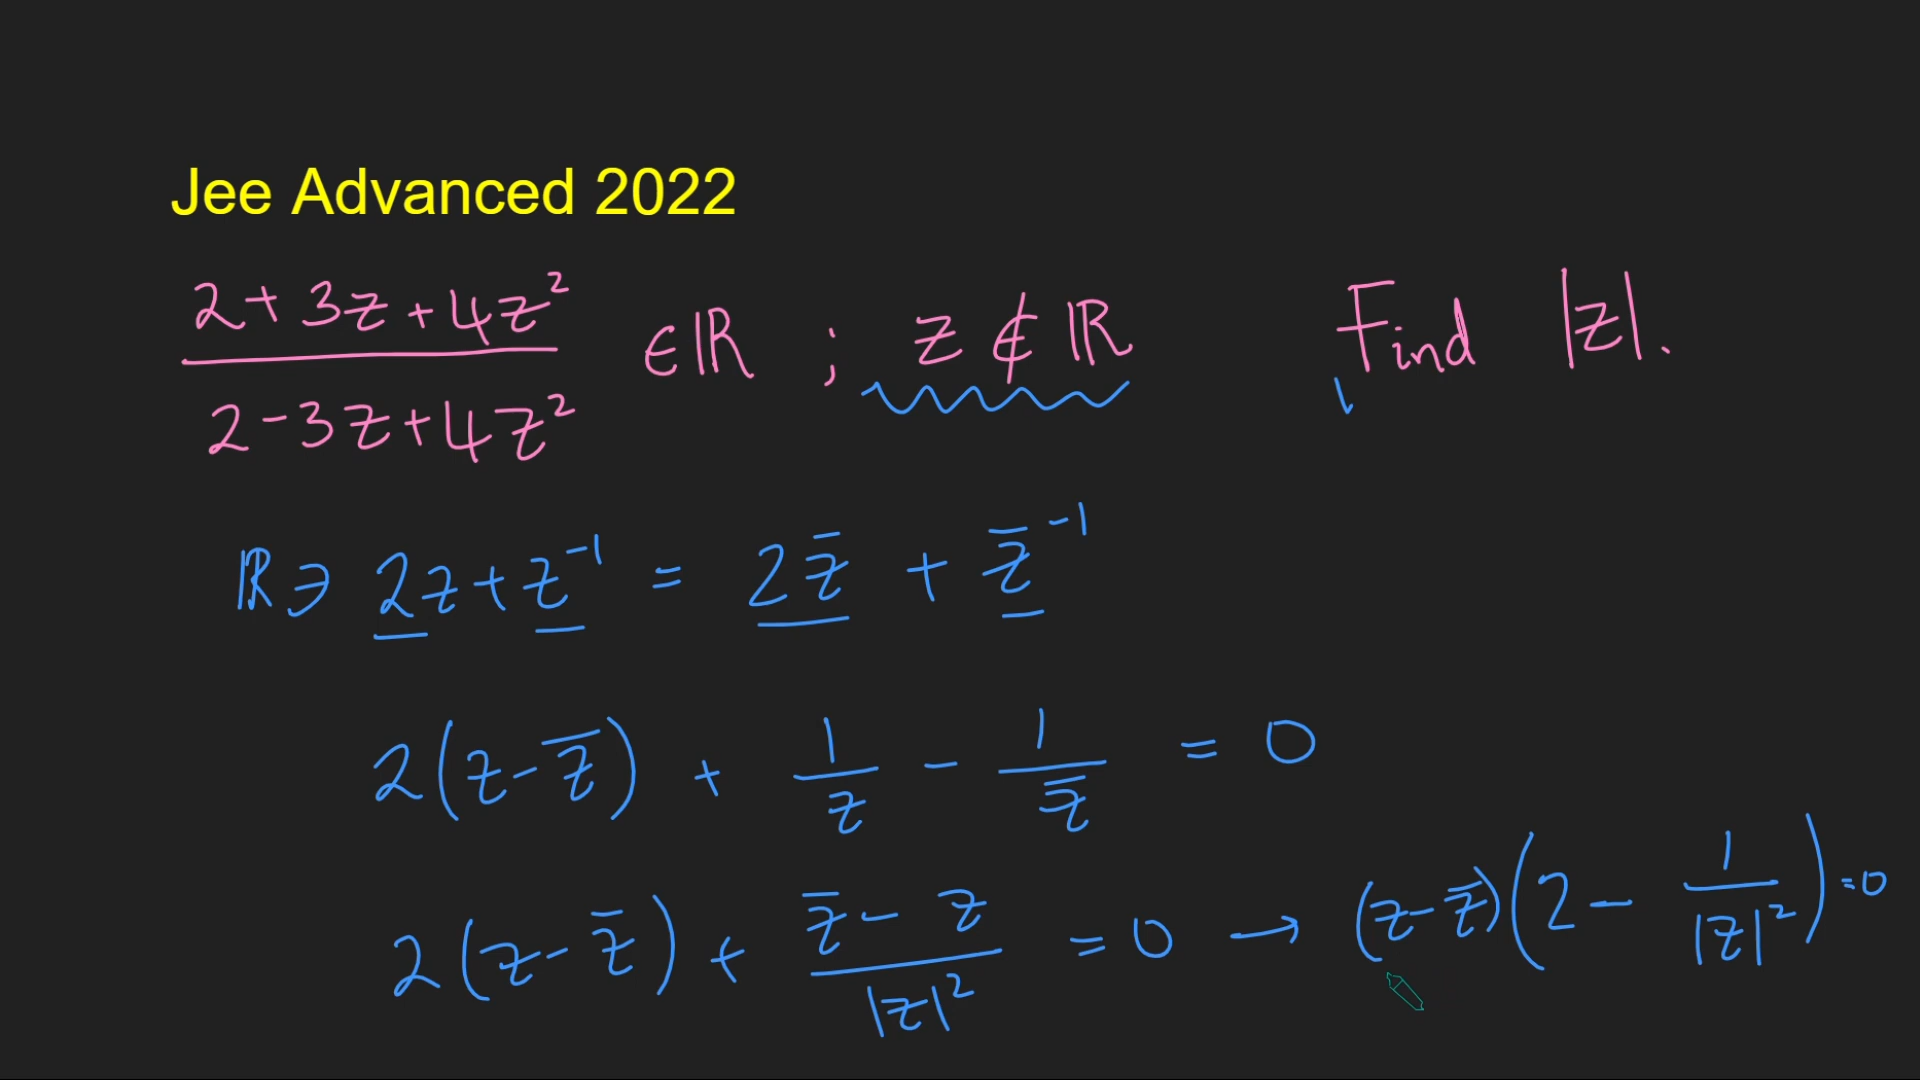 Jee Advanced 2022
2+3z+4z² / 2-3z+4z² ∈ℝ ; z ∉ ℝ Find |z|.
ℝ∋ 2z+z⁻¹ = 2z̄ + z̄⁻¹
2(z-z̄) + 1/z - 1/z̄ = 0
2(z-z̄) + (z̄-z)/|z|² =0 → (z-z̄)(2- 1/|z|²)=0